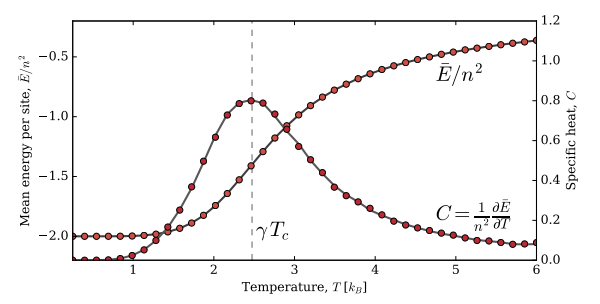 Mean energy per site, Ē/n²
−0.5
−1.0
−1.5
−2.0
1.2
1.0
0.8
0.6
0.4
0.2
0.0
Specific heat, C
Ē/n²
C = 1/n² ∂Ē/∂T
γT_c
1 2 3 4 5 6
Temperature, T [k_B]